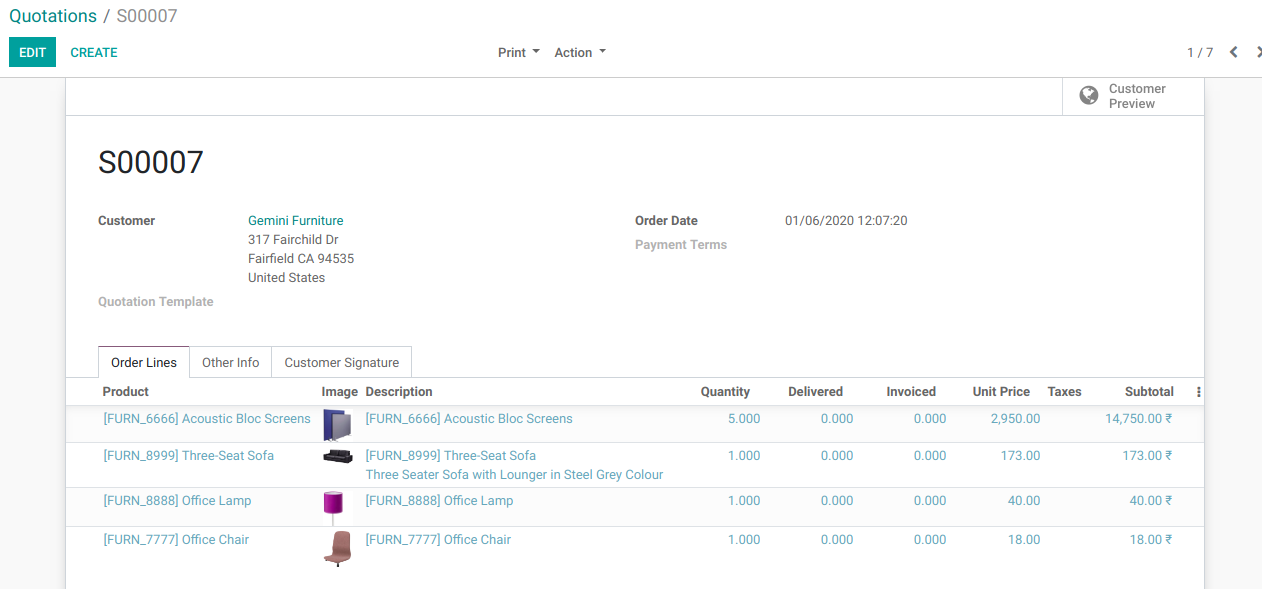 Quotations / S00007
EDIT CREATE Print Action 1 / 7
Customer
Preview
S00007
Customer Gemini Furniture Order Date 01/06/2020 12:07:20
317 Fairchild Dr Payment Terms
Fairfield CA 94535
United States
Quotation Template
Order Lines Other Info Customer Signature
Product Image Description Quantity Delivered Invoiced Unit Price Taxes Subtotal
[FURN_6666] Acoustic Bloc Screens [FURN_6666] Acoustic Bloc Screens 5.000 0.000 0.000 2,950.00 14,750.00 ₹
[FURN_8999] Three-Seat Sofa [FURN_8999] Three-Seat Sofa 1.000 0.000 0.000 173.00 173.00 ₹
Three Seater Sofa with Lounger in Steel Grey Colour
[FURN_8888] Office Lamp [FURN_8888] Office Lamp 1.000 0.000 0.000 40.00 40.00 ₹
[FURN_7777] Office Chair [FURN_7777] Office Chair 1.000 0.000 0.000 18.00 18.00 ₹